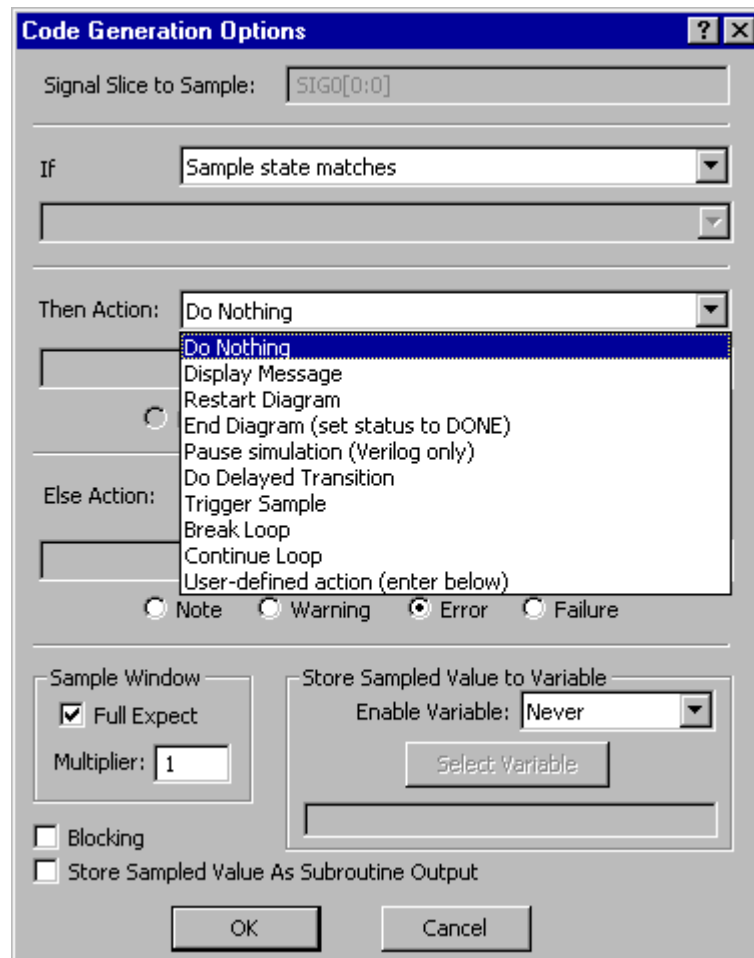 Code Generation Options
Signal Slice to Sample: SIG0[0:0]
If Sample state matches
Then Action: Do Nothing
Do Nothing
Display Message
Restart Diagram
End Diagram (set status to DONE)
Pause simulation (Verilog only)
Do Delayed Transition
Else Action:
Trigger Sample
Break Loop
Continue Loop
User-defined action (enter below)
Note Warning Error Failure
Sample Window
Full Expect
Multiplier: 1
Store Sampled Value to Variable
Enable Variable: Never
Select Variable
Blocking
Store Sampled Value As Subroutine Output
OK Cancel